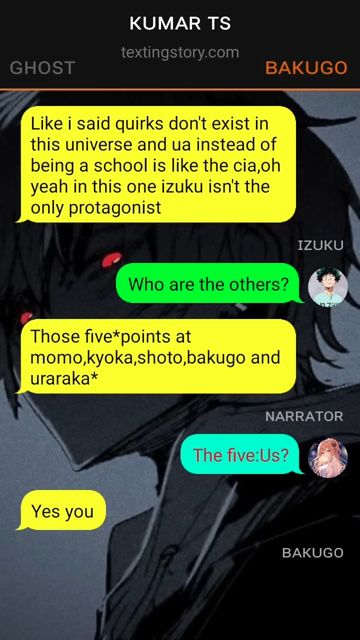 KUMAR TS
textingstory.com
GHOST
BAKUGO
Like i said quirks don't exist in
this universe and ua instead of
being a school is like the cia,oh
yeah in this one izuku isn't the
only protagonist
IZUKU
Who are the others?
Those five*points at
momo,kyoka,shoto,bakugo and
uraraka*
NARRATOR
The five:Us?
Yes you
BAKUGO